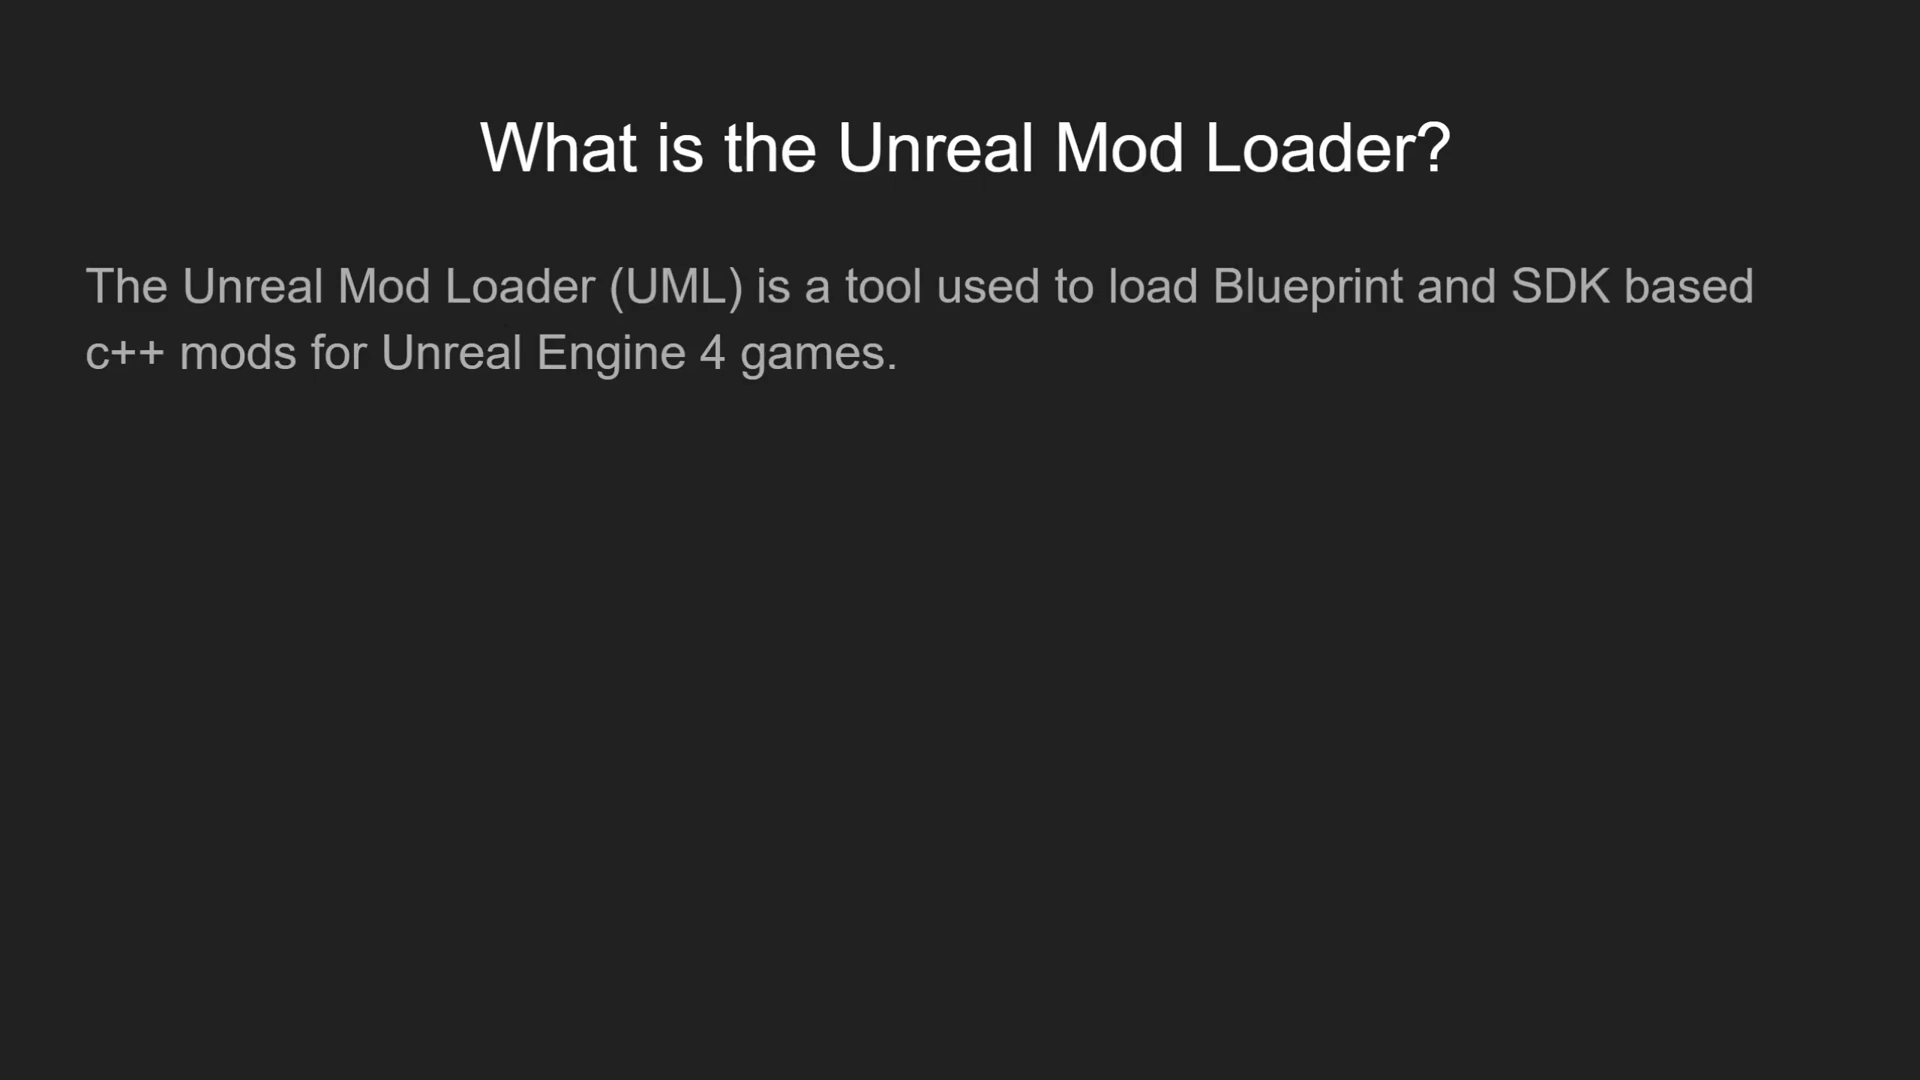 What is the Unreal Mod Loader?
The Unreal Mod Loader (UML) is a tool used to load Blueprint and SDK based
c++ mods for Unreal Engine 4 games.